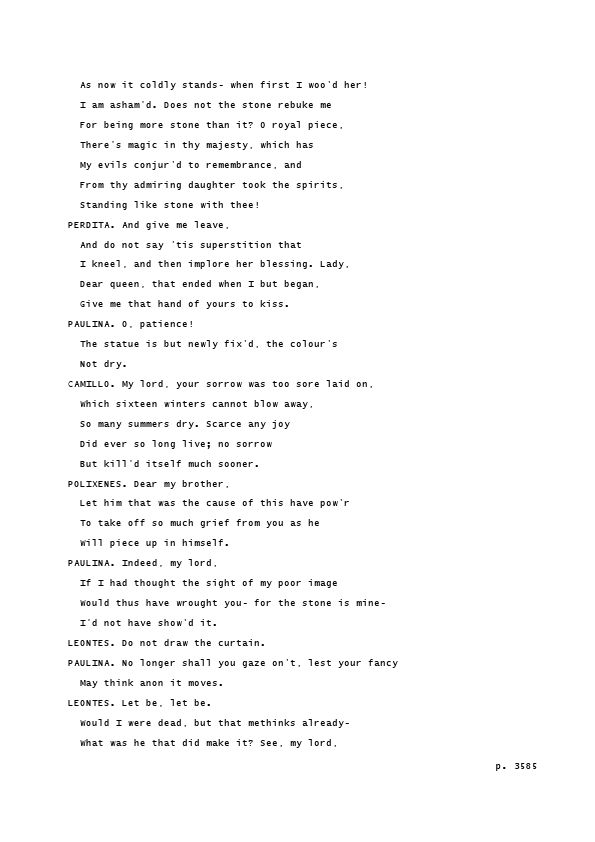 As now it coldly stands- when first I woo'd her!
I am asham'd. Does not the stone rebuke me
For being more stone than it? O royal piece,
There's magic in thy majesty, which has
My evils conjur'd to remembrance, and
From thy admiring daughter took the spirits,
Standing like stone with thee!
PERDITA. And give me leave,
And do not say 'tis superstition that
I kneel, and then implore her blessing. Lady,
Dear queen, that ended when I but began,
Give me that hand of yours to kiss.
PAULINA. O, patience!
The statue is but newly fix'd, the colour's
Not dry.
CAMILLO. My lord, your sorrow was too sore laid on,
Which sixteen winters cannot blow away,
So many summers dry. Scarce any joy
Did ever so long live; no sorrow
But kill'd itself much sooner.
POLIXENES. Dear my brother,
Let him that was the cause of this have pow'r
To take off so much grief from you as he
Will piece up in himself.
PAULINA. Indeed, my lord,
If I had thought the sight of my poor image
Would thus have wrought you- for the stone is mine-
I'd not have show'd it.
LEONTES. Do not draw the curtain.
PAULINA. No longer shall you gaze on't, lest your fancy
May think anon it moves.
LEONTES. Let be, let be.
Would I were dead, but that methinks already-
What was he that did make it? See, my lord,
p. 3585